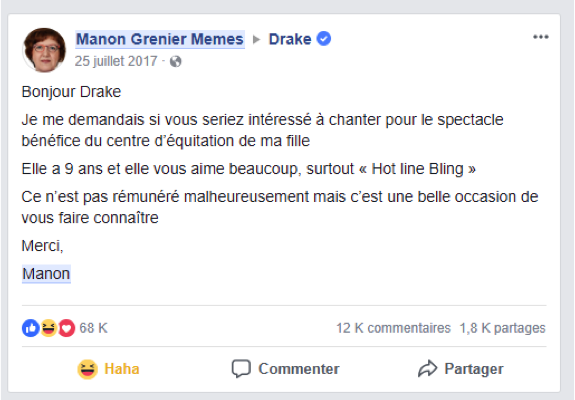 Manon Grenier Memes ▸ Drake
25 juillet 2017 ·
Bonjour Drake
Je me demandais si vous seriez intéressé à chanter pour le spectacle
bénéfice du centre d’équitation de ma fille
Elle a 9 ans et elle vous aime beaucoup, surtout « Hot line Bling »
Ce n’est pas rémunéré malheureusement mais c’est une belle occasion de
vous faire connaître
Merci,
Manon
68 K 12 K commentaires 1,8 K partages
Haha Commenter Partager